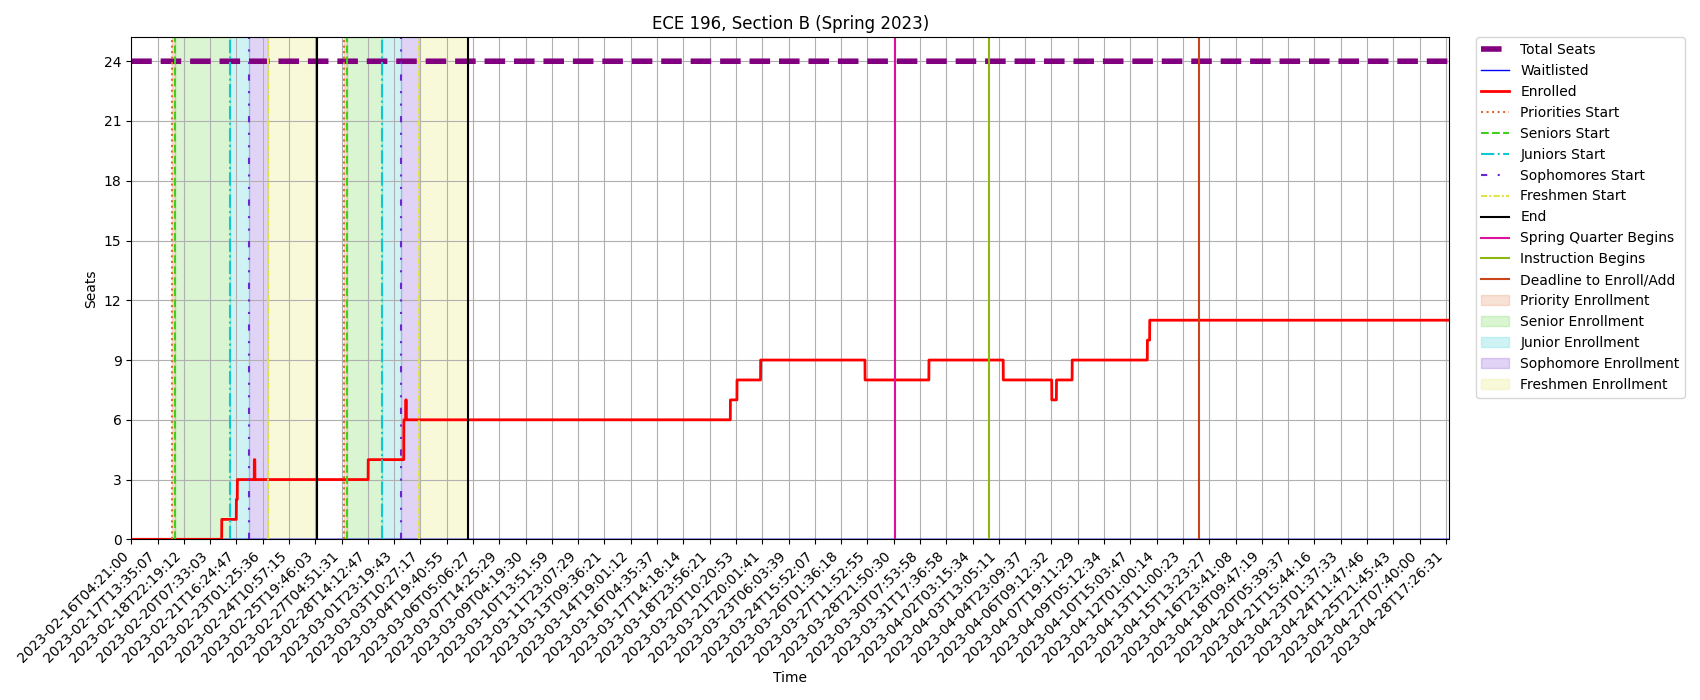 ECE 196, Section B (Spring 2023)
Seats
24
21
18
15
12
9
6
3
0
2023-02-16T04:21:00
2023-02-17T13:35:07
2023-02-18T22:19:12
2023-02-20T07:33:03
2023-02-21T16:24:47
2023-02-23T01:25:36
2023-02-24T10:57:15
2023-02-25T19:46:03
2023-02-27T04:51:31
2023-02-28T14:12:47
2023-03-01T23:19:43
2023-03-03T10:27:17
2023-03-04T19:40:55
2023-03-06T05:06:27
2023-03-07T14:25:29
2023-03-09T04:19:30
2023-03-10T13:51:59
2023-03-11T23:07:29
2023-03-13T09:36:21
2023-03-14T19:01:12
2023-03-16T04:35:37
2023-03-17T14:18:14
2023-03-18T23:56:21
2023-03-20T10:20:53
2023-03-21T20:01:41
2023-03-23T06:03:39
2023-03-24T15:52:07
2023-03-26T01:36:18
2023-03-27T11:52:55
2023-03-28T21:50:30
2023-03-30T07:53:58
2023-03-31T17:36:58
2023-04-02T03:15:34
2023-04-03T13:05:11
2023-04-04T23:09:37
2023-04-06T09:12:32
2023-04-07T19:11:29
2023-04-09T05:12:34
2023-04-10T15:03:47
2023-04-12T01:00:14
2023-04-13T11:00:23
2023-04-15T13:23:27
2023-04-16T23:41:08
2023-04-18T09:47:19
2023-04-20T05:39:37
2023-04-21T15:44:16
2023-04-23T01:37:33
2023-04-24T11:47:46
2023-04-25T21:45:43
2023-04-27T07:40:00
2023-04-28T17:26:31
Time
Total Seats
Waitlisted
Enrolled
Priorities Start
Seniors Start
Juniors Start
Sophomores Start
Freshmen Start
End
Spring Quarter Begins
Instruction Begins
Deadline to Enroll/Add
Priority Enrollment
Senior Enrollment
Junior Enrollment
Sophomore Enrollment
Freshmen Enrollment